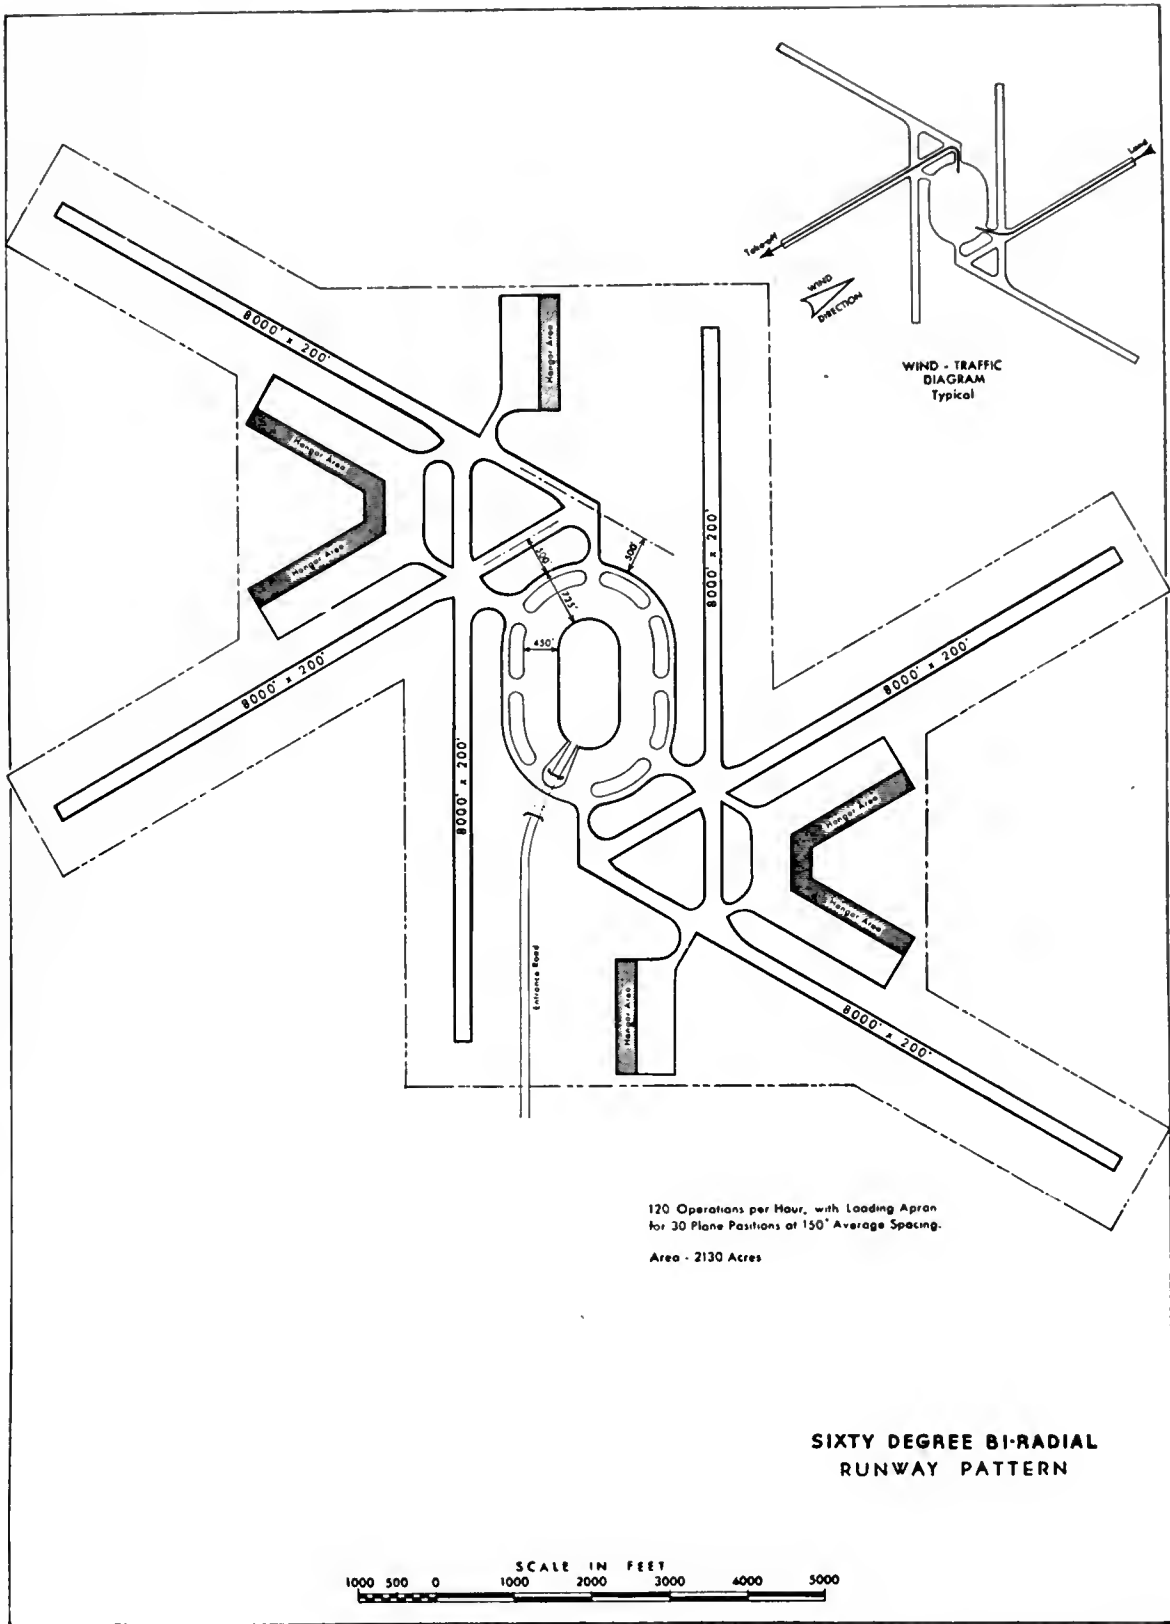 Land
Take-off
WIND
DIRECTION
WIND - TRAFFIC
DIAGRAM
Typical
8000' x 200'
Hangar Area
Hangar Area
Hangar Area
500'
500'
725'
450'
8000' x 200'
8000' x 200'
8000' x 200'
8000' x 200'
Hangar Area
Hangar Area
Entrance Road
Hangar Area
8000' x 200'
120 Operations per Hour, with Loading Apron
for 30 Plane Positions at 150' Average Spacing.
Area - 2130 Acres
SIXTY DEGREE BI-RADIAL
RUNWAY PATTERN
SCALE IN FEET
1000 500 0 1000 2000 3000 4000 5000